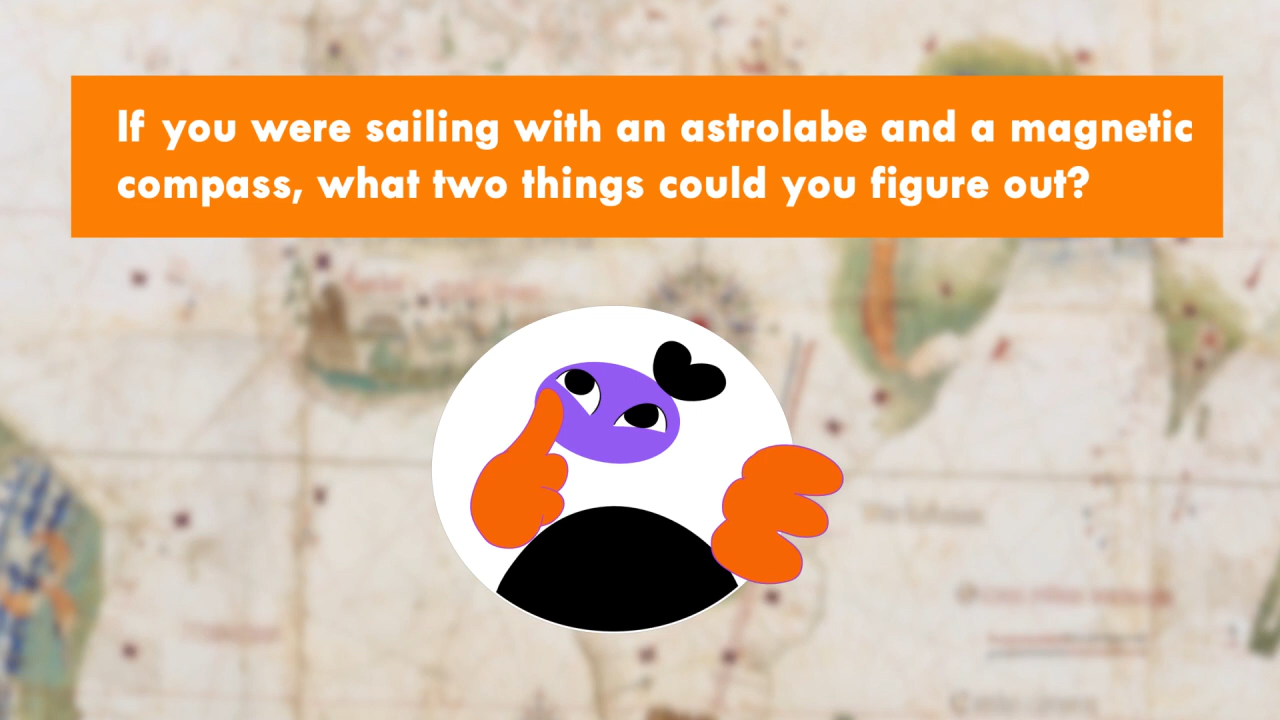 If you were sailing with an astrolabe and a magnetic
compass, what two things could you figure out?